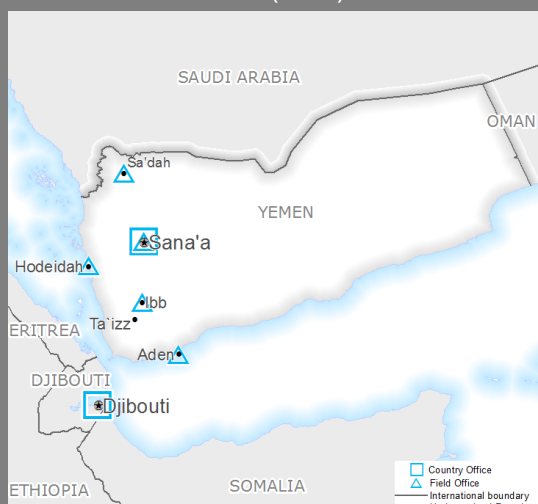 SAUDI ARABIA
OMAN
Sa'dah
YEMEN
Sana'a
Hodeidah
Ibb
Ta`izz
ERITREA
Aden
DJIBOUTI
Djibouti
SOMALIA
ETHIOPIA
Country Office
Field Office
International boundary